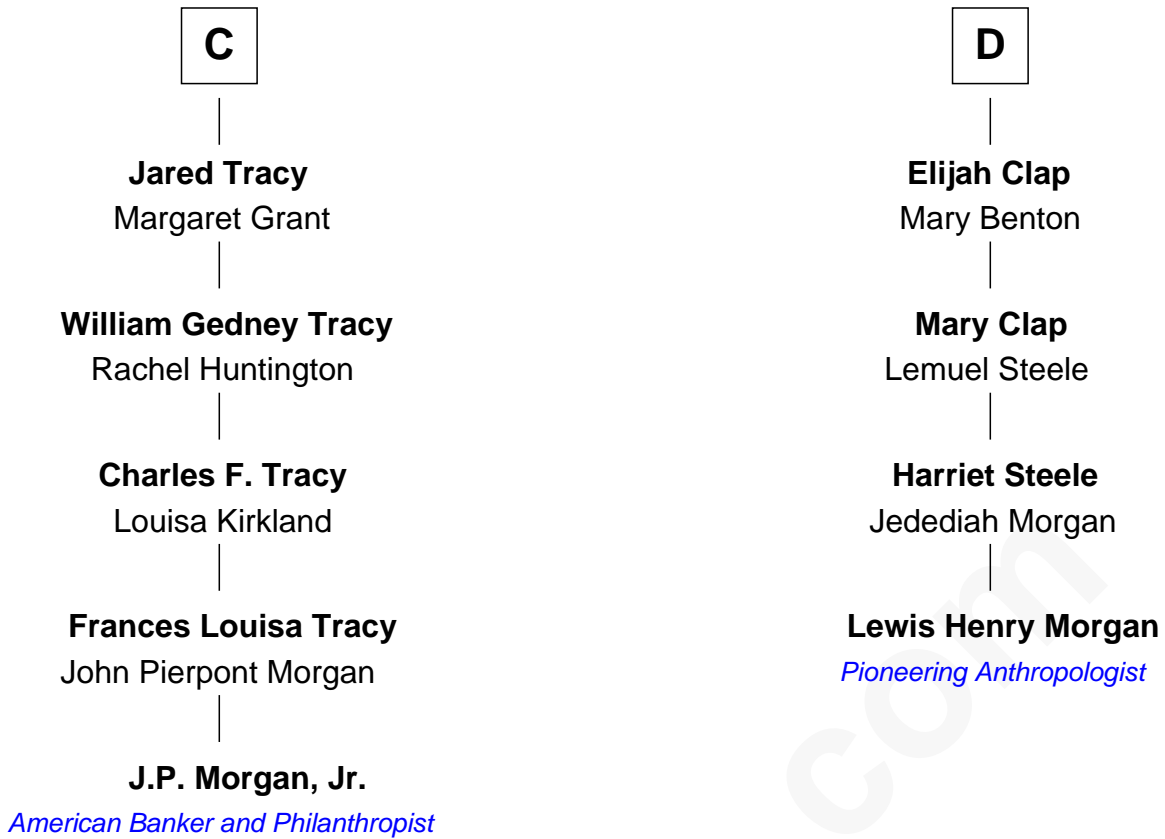 C
Jared Tracy
Margaret Grant
William Gedney Tracy
Rachel Huntington
Charles F. Tracy
Louisa Kirkland
Frances Louisa Tracy
John Pierpont Morgan
J.P. Morgan, Jr.
American Banker and Philanthropist
D
Elijah Clap
Mary Benton
Mary Clap
Lemuel Steele
Harriet Steele
Jedediah Morgan
Lewis Henry Morgan
Pioneering Anthropologist
com